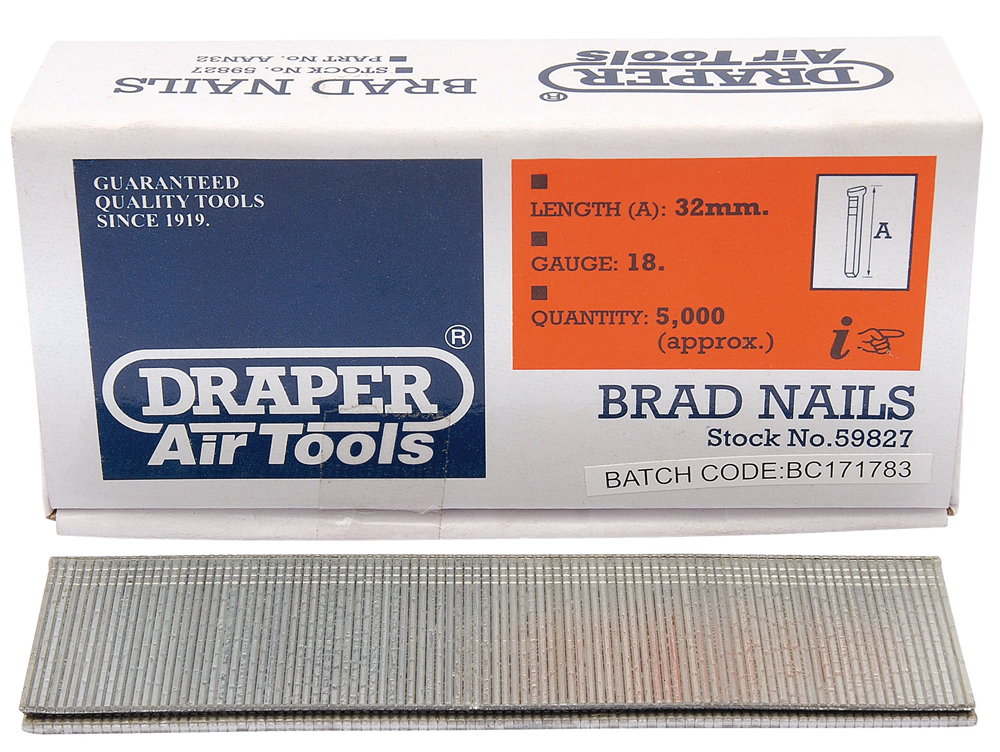 BRAD NAILS
STOCK No. 59827
PART No. AAN32
DRAPER®
Air Tools
GUARANTEED
QUALITY TOOLS
SINCE 1919.
DRAPER®
Air Tools
LENGTH (A): 32mm.
A
GAUGE: 18.
QUANTITY: 5,000
(approx.)
i
BRAD NAILS
Stock No.59827
BATCH CODE:BC171783